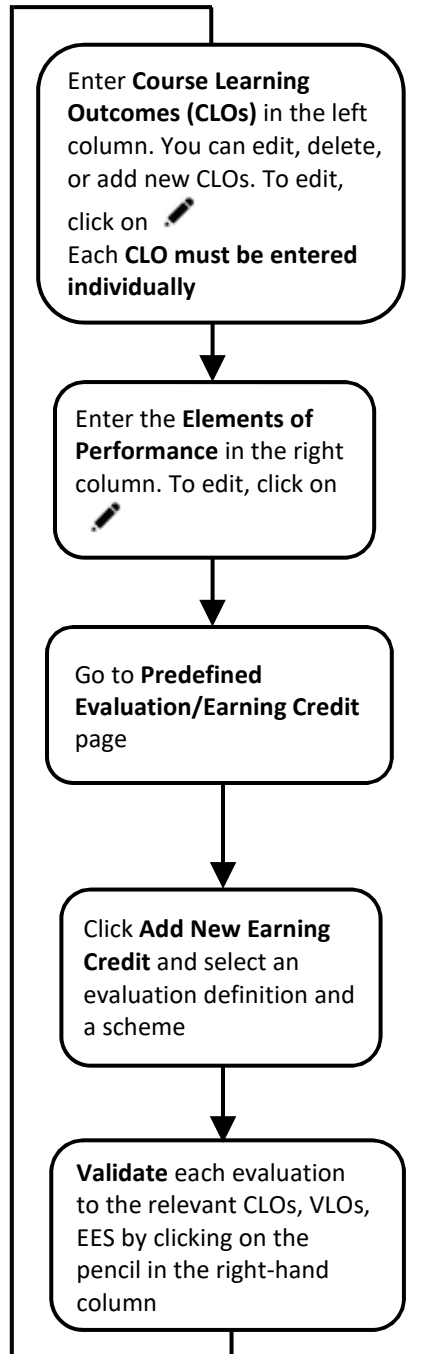 Enter Course Learning
Outcomes (CLOs) in the left
column. You can edit, delete,
or add new CLOs. To edit,
click on
Each CLO must be entered
individually
Enter the Elements of
Performance in the right
column. To edit, click on
Go to Predefined
Evaluation/Earning Credit
page
Click Add New Earning
Credit and select an
evaluation definition and
a scheme
Validate each evaluation
to the relevant CLOs, VLOs,
EES by clicking on the
pencil in the right-hand
column